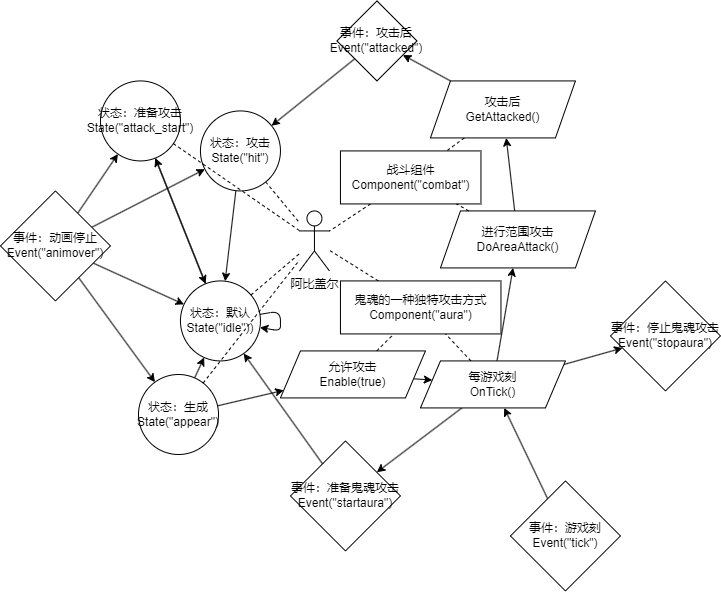 事件：攻击后
Event("attacked")
状态：准备攻击
State("attack_start")
攻击后
GetAttacked()
状态：攻击
State("hit")
战斗组件
Component("combat")
事件：动画停止
Event("animover")
进行范围攻击
DoAreaAttack()
阿比盖尔
鬼魂的一种独特攻击方式
Component("aura")
状态：默认
State("idle"))
事件：停止鬼魂攻击
Event("stopaura")
允许攻击
Enable(true)
每游戏刻
OnTick()
状态：生成
State("appear")
事件：准备鬼魂攻击
Event("startaura")
事件：游戏刻
Event("tick")